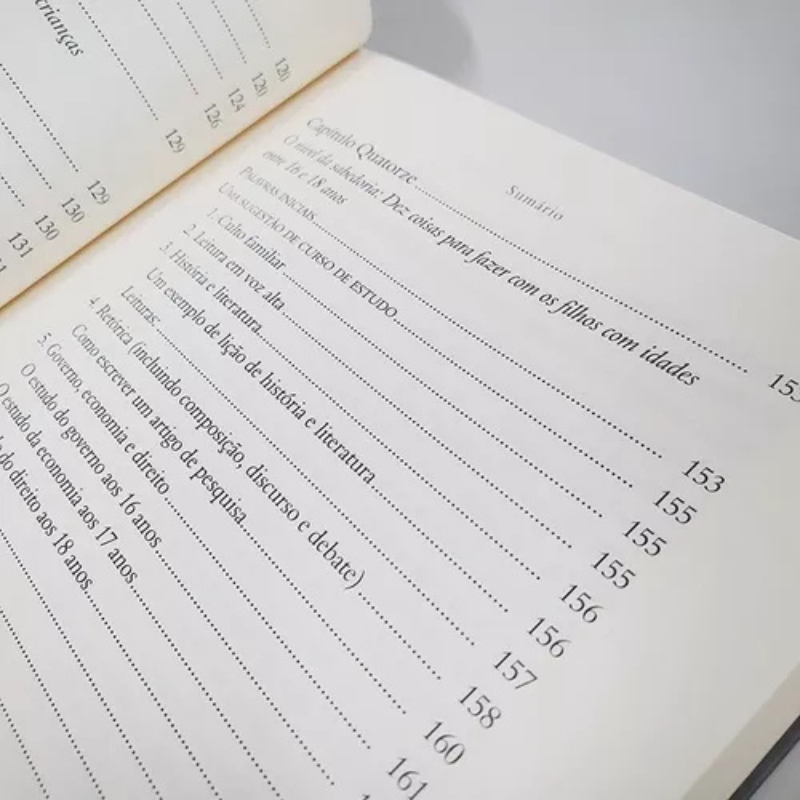 crianças
120
120
124
126
129
129
130
130
131
Sumário
Capítulo Quatorze 153
O nível da sabedoria: Dez coisas para fazer com os filhos com idades
entre 16 e 18 anos
PALAVRAS INICIAIS 153
UMA SUGESTÃO DE CURSO DE ESTUDO 155
1. Culto familiar 155
2. Leitura em voz alta 155
3. História e literatura 156
Um exemplo de lição de história e literatura 156
Leituras: 157
4. Retórica (incluindo composição, discurso e debate) 158
Como escrever um artigo de pesquisa 160
5. Governo, economia e direito 161
O estudo do governo aos 16 anos
O estudo da economia aos 17 anos
do direito aos 18 anos